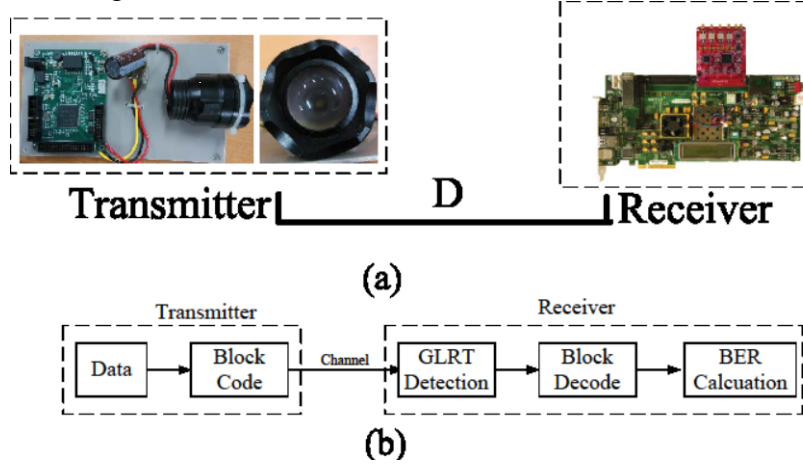 Transmitter
D
Receiver
(a)
Transmitter
Receiver
Data
Block
Code
Channel
GLRT
Detection
Block
Decode
BER
Calcuation
(b)